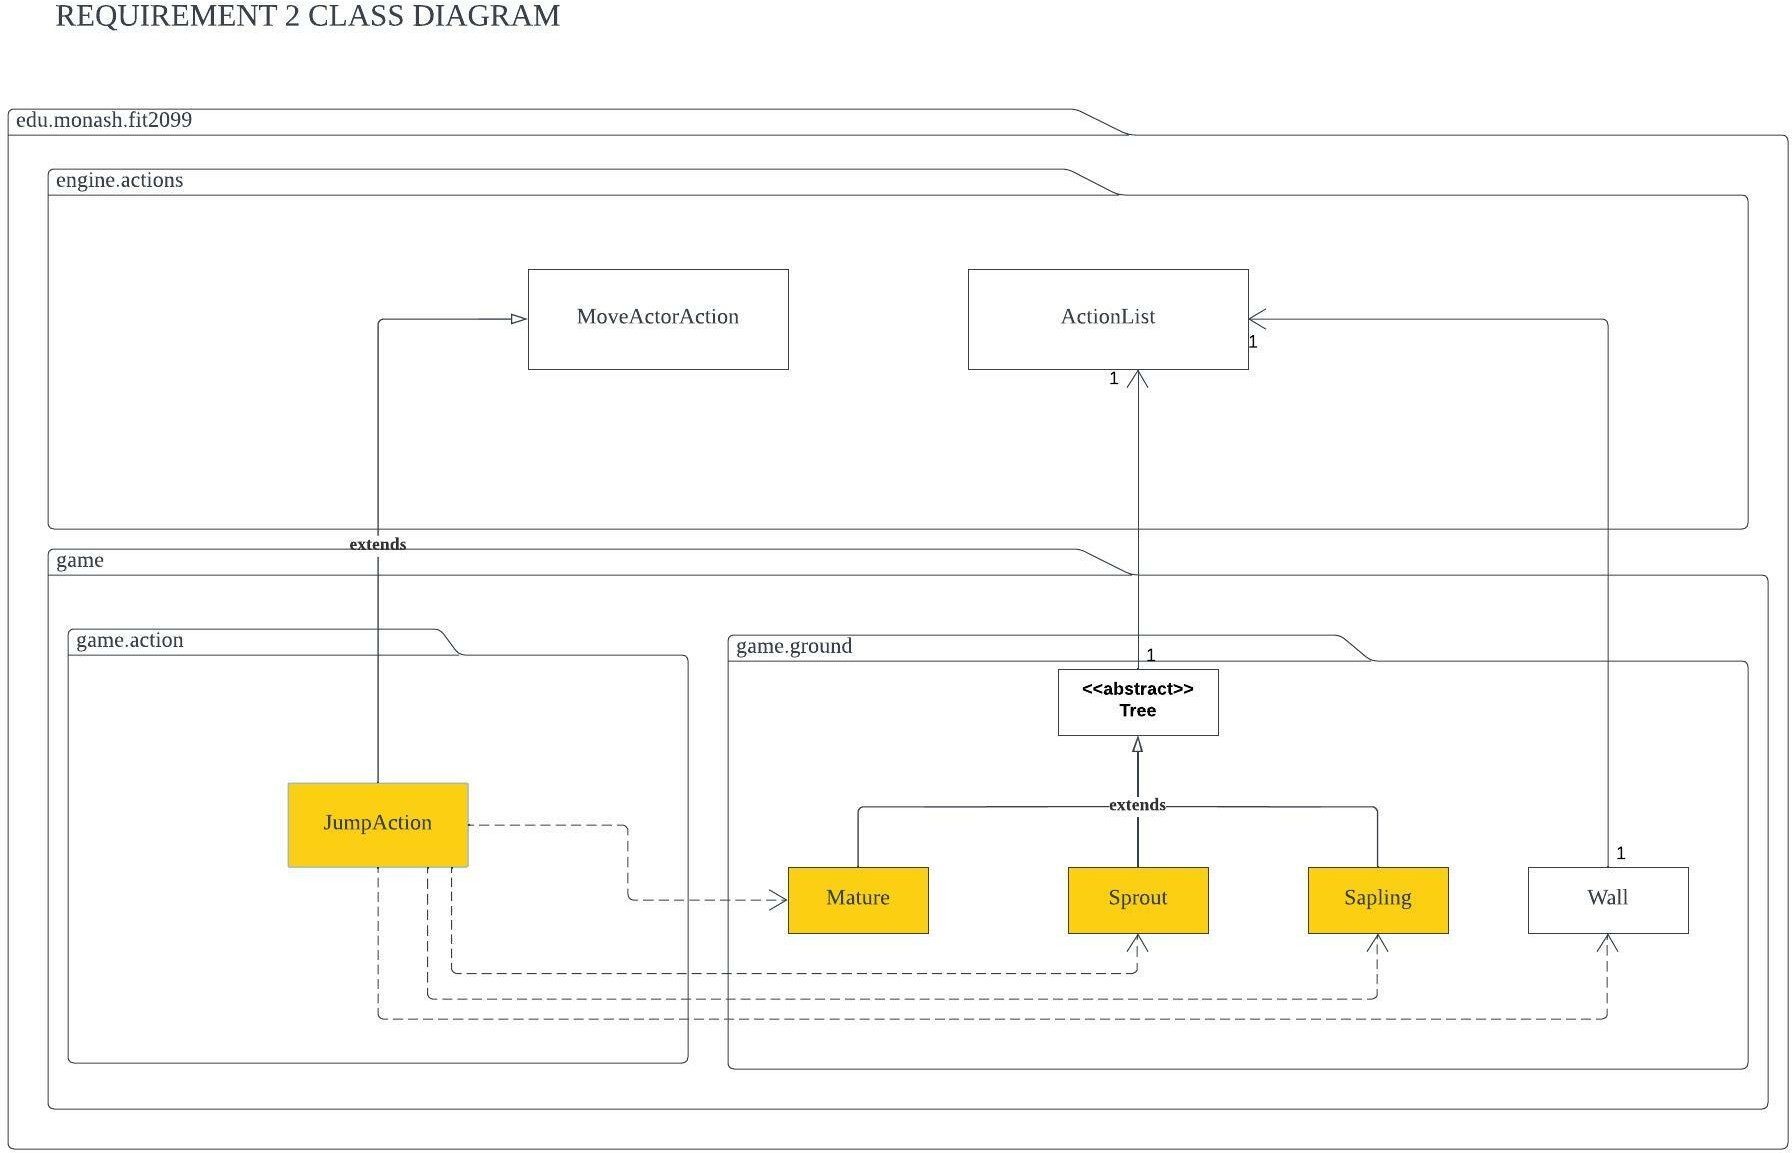 REQUIREMENT 2 CLASS DIAGRAM
edu.monash.fit2099
engine.actions
MoveActorAction
ActionList
1
1
extends
game
game.action
game.ground
1
<<abstract>>
Tree
extends
JumpAction
1
Mature
Sprout
Sapling
Wall